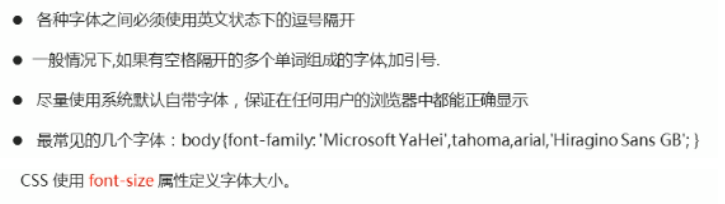 ● 各种字体之间必须使用英文状态下的逗号隔开
● 一般情况下,如果有空格隔开的多个单词组成的字体,加引号.
● 尽量使用系统默认自带字体，保证在任何用户的浏览器中都能正确显示
● 最常见的几个字体：body{font-family: 'Microsoft YaHei',tahoma,arial,'Hiragino Sans GB'; }
CSS 使用 font-size 属性定义字体大小。